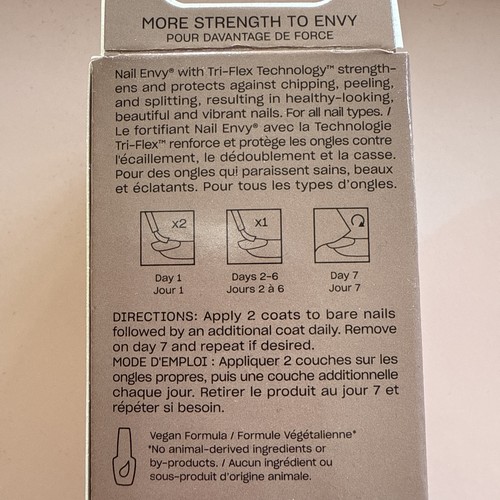 MORE STRENGTH TO ENVY
POUR DAVANTAGE DE FORCE
Nail Envy® with Tri-Flex Technology™ strength-
ens and protects against chipping, peeling,
and splitting, resulting in healthy-looking,
beautiful and vibrant nails. For all nail types. /
Le fortifiant Nail Envy® avec la Technologie
Tri-Flex™ renforce et protège les ongles contre
l'écaillement, le dédoublement et la casse.
Pour des ongles qui paraissent sains, beaux
et éclatants. Pour tous les types d'ongles.
x2 x1
Day 1 Days 2-6 Day 7
Jour 1 Jours 2 à 6 Jour 7
DIRECTIONS: Apply 2 coats to bare nails
followed by an additional coat daily. Remove
on day 7 and repeat if desired.
MODE D'EMPLOI : Appliquer 2 couches sur les
ongles propres, puis une couche additionnelle
chaque jour. Retirer le produit au jour 7 et
répéter si besoin.
Vegan Formula / Formule Végétalienne*
*No animal-derived ingredients or
by-products. / Aucun ingrédient ou
sous-produit d'origine animale.